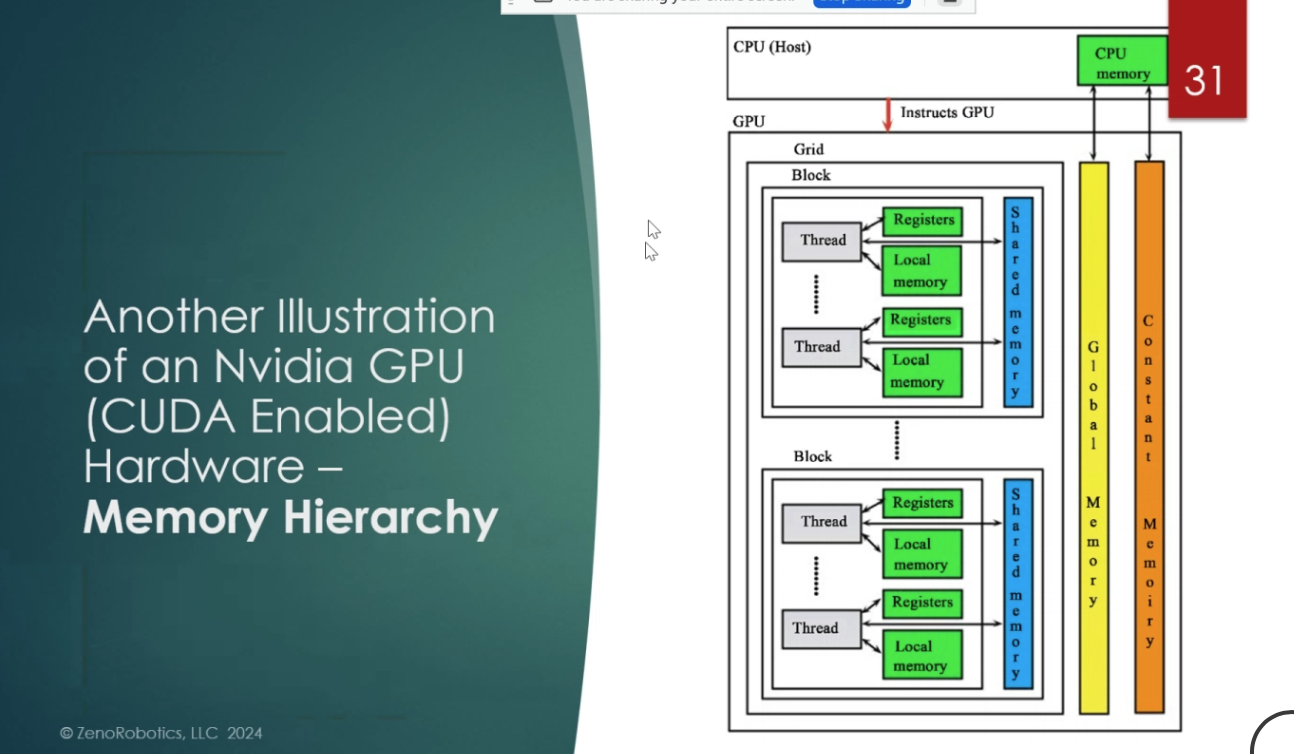 Stop sharing
31
Another Illustration
of an Nvidia GPU
(CUDA Enabled)
Hardware –
Memory Hierarchy
© ZenoRobotics, LLC 2024
CPU (Host)
CPU
memory
Instructs GPU
GPU
Grid
Block
Thread
Registers
Local
memory
Thread
Registers
Local
memory
Shared memory
Block
Thread
Registers
Local
memory
Thread
Registers
Local
memory
Shared memory
Global Memory
Constant Memoiry